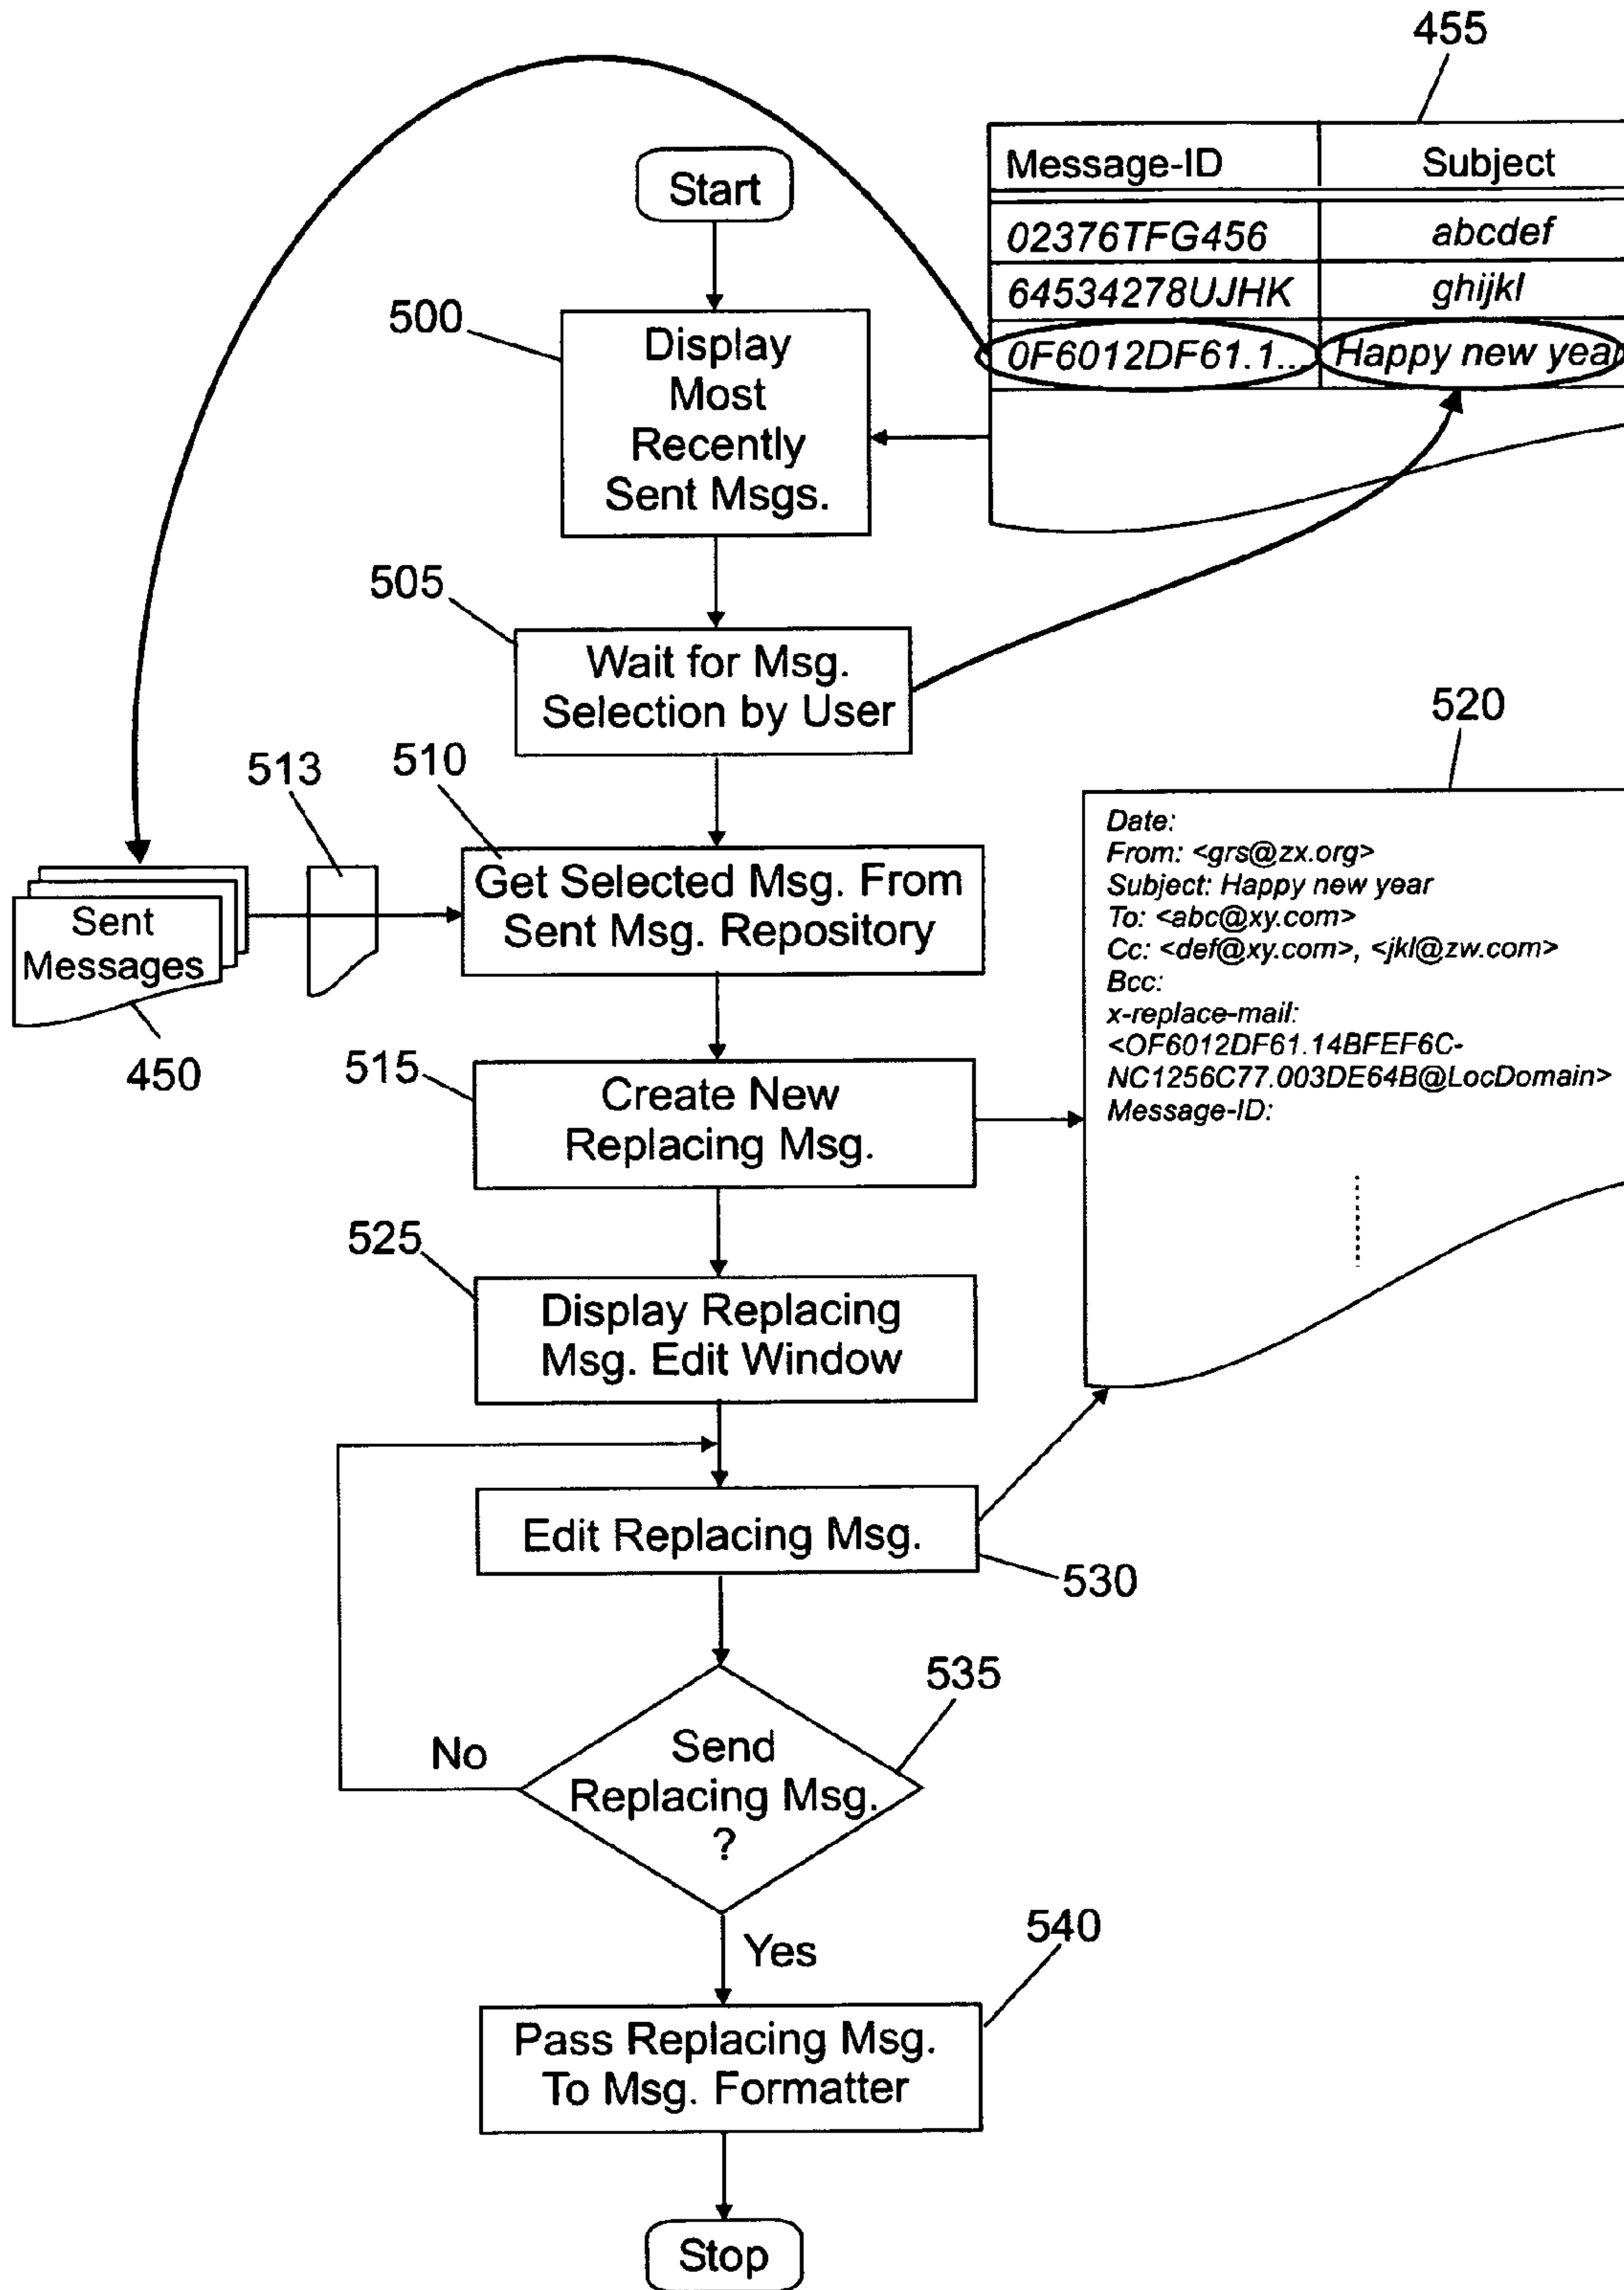 455
Message-ID Subject
02376TFG456 abcdef
64534278UJHK ghijkl
0F6012DF61.1... Happy new year
Start
500
Display
Most
Recently
Sent Msgs.
505
Wait for Msg.
Selection by User
513
510
Get Selected Msg. From
Sent Msg. Repository
Sent
Messages
450
520
Date:
From: <grs@zx.org>
Subject: Happy new year
To: <abc@xy.com>
Cc: <def@xy.com>, <jkl@zw.com>
Bcc:
x-replace-mail:
<OF6012DF61.14BFEF6C-
NC1256C77.003DE64B@LocDomain>
Message-ID:
515
Create New
Replacing Msg.
525
Display Replacing
Msg. Edit Window
Edit Replacing Msg.
530
535
Send
Replacing Msg.
?
No
Yes
540
Pass Replacing Msg.
To Msg. Formatter
Stop